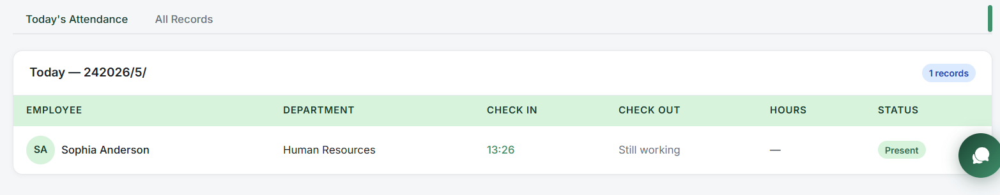 Today's Attendance All Records
Today — 242026/5/
1 records
EMPLOYEE DEPARTMENT CHECK IN CHECK OUT HOURS STATUS
SA Sophia Anderson Human Resources 13:26 Still working — Present